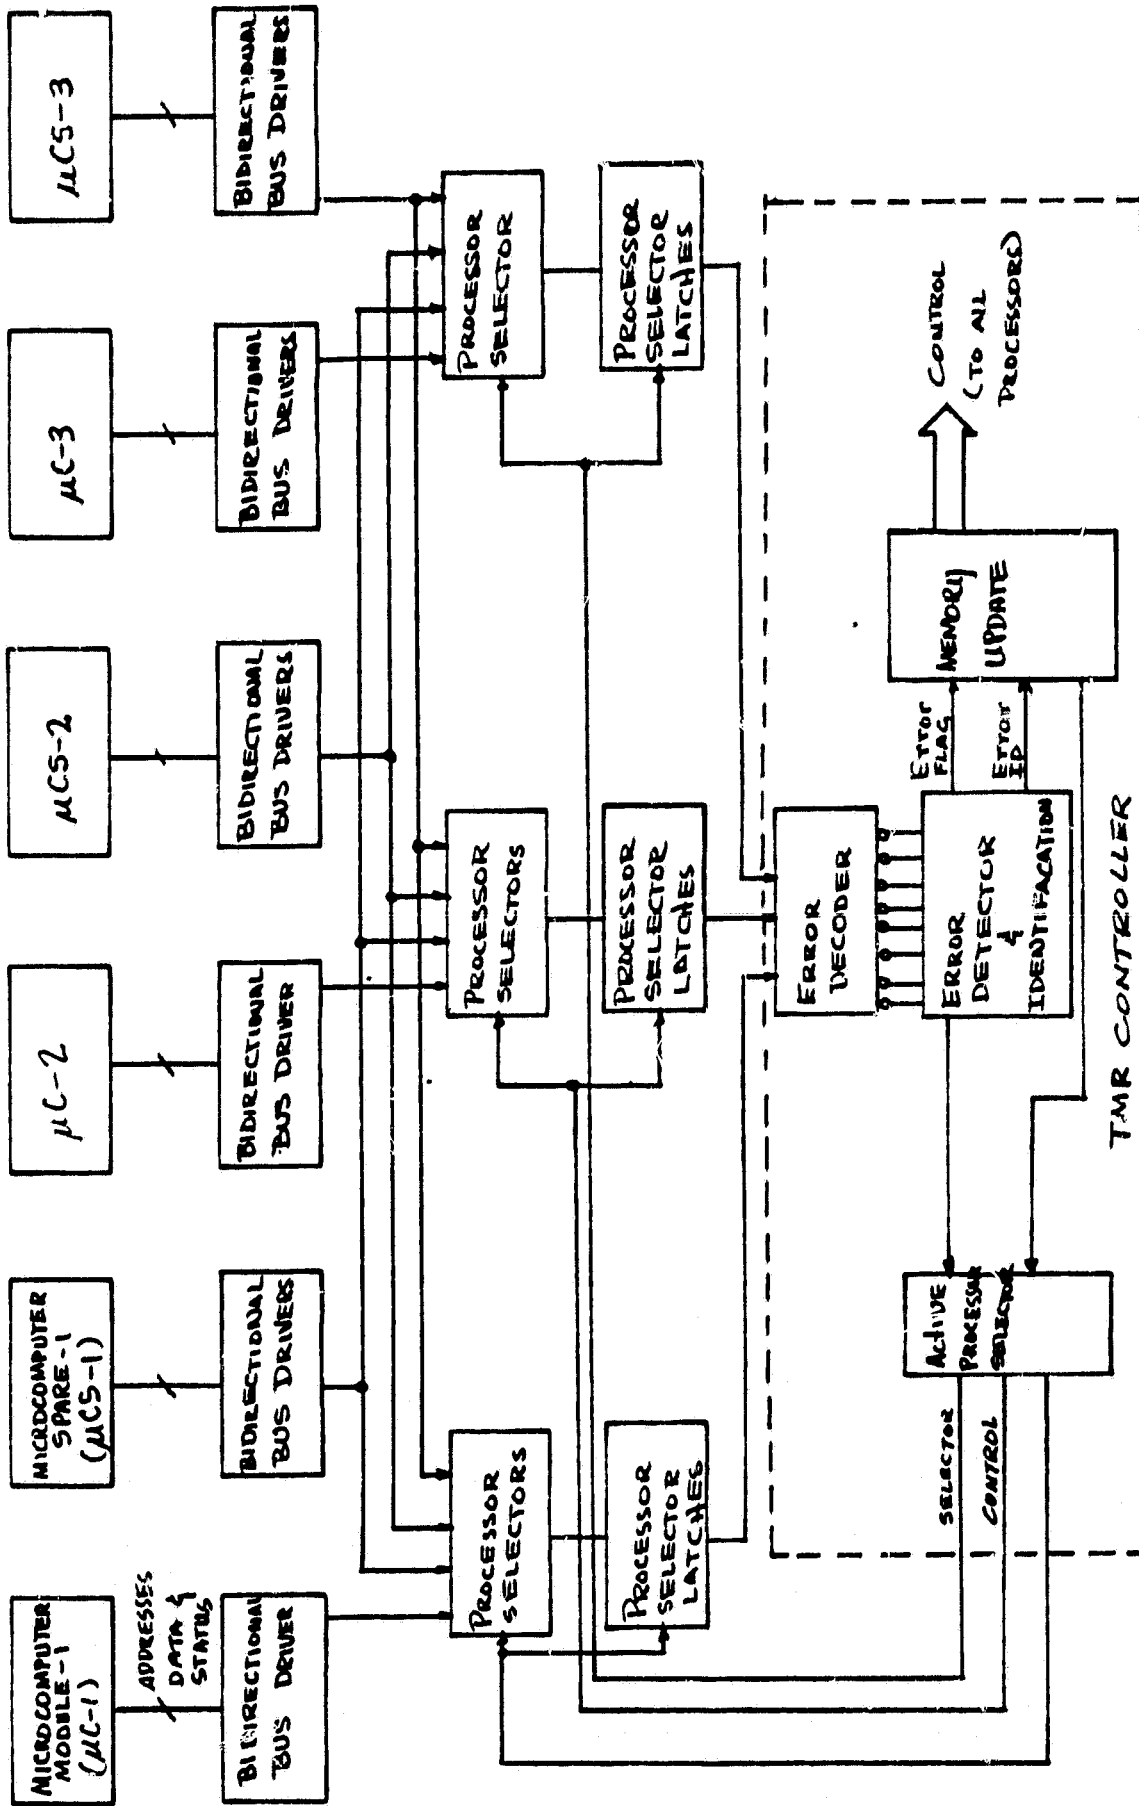 MICROCOMPUTER
MODULE-1
(μC-1)
MICROCOMPUTER
SPARE-1
(μCS-1)
μC-2
μCS-2
μC-3
μCS-3
ADDRESSES
DATA &
STATUS
BIDIRECTIONAL
BUS DRIVER
BIDIRECTIONAL
BUS DRIVERS
BIDIRECTIONAL
BUS DRIVER
BIDIRECTIONAL
BUS DRIVERS
BIDIRECTIONAL
BUS DRIVERS
BIDIRECTIONAL
BUS DRIVERS
PROCESSOR
SELECTORS
PROCESSOR
SELECTORS
PROCESSOR
SELECTOR
PROCESSOR
SELECTOR
LATCHES
PROCESSOR
SELECTOR
LATCHES
PROCESSOR
SELECTOR
LATCHES
ERROR
DECODER
SELECTOR
CONTROL
ACTIVE
PROCESSOR
SELECTOR
ERROR
DETECTOR
&
IDENTIFACATION
ERROR
FLAG
ERROR
ID
MEMORY
UPDATE
CONTROL
(TO ALL
PROCESSORS)
TMR CONTROLLER